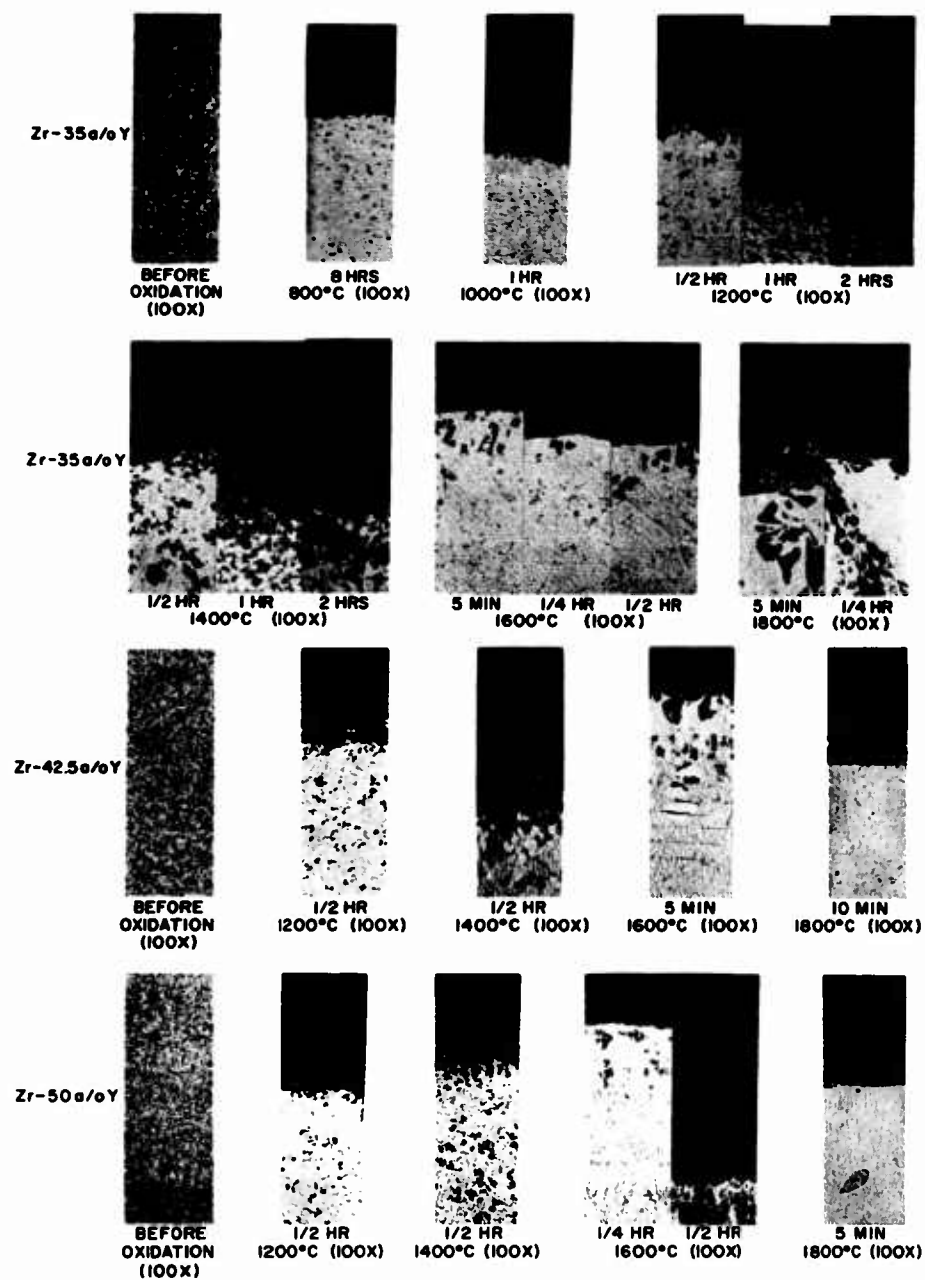 Zr-35a/oY
BEFORE
OXIDATION
(100X)
8 HRS
800°C (100X)
1 HR
1000°C (100X)
1/2 HR 1 HR 2 HRS
1200°C (100X)
Zr-35a/oY
1/2 HR 1 HR 2 HRS
1400°C (100X)
5 MIN 1/4 HR 1/2 HR
1600°C (100X)
5 MIN 1/4 HR
1800°C (100X)
Zr-42.5a/oY
BEFORE
OXIDATION
(100X)
1/2 HR
1200°C (100X)
1/2 HR
1400°C (100X)
5 MIN
1600°C (100X)
10 MIN
1800°C (100X)
Zr-50a/oY
BEFORE
OXIDATION
(100X)
1/2 HR
1200°C (100X)
1/2 HR
1400°C (100X)
1/4 HR 1/2 HR
1600°C (100X)
5 MIN
1800°C (100X)